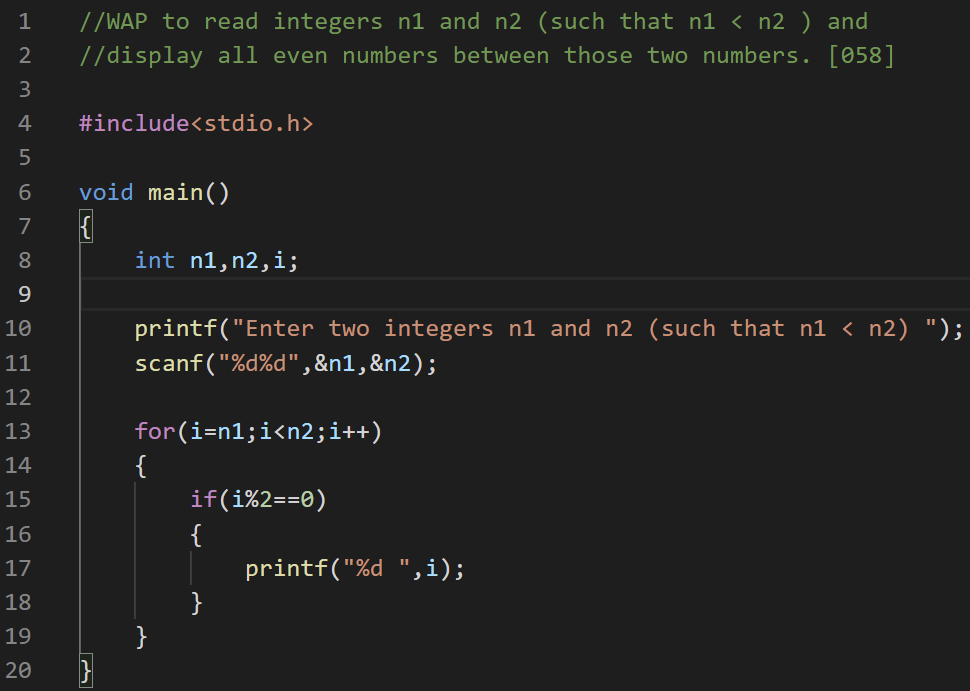 1 //WAP to read integers n1 and n2 (such that n1 < n2 ) and
2 //display all even numbers between those two numbers. [058]
3
4 #include<stdio.h>
5
6 void main()
7 {
8     int n1,n2,i;
9
10     printf("Enter two integers n1 and n2 (such that n1 < n2) ");
11     scanf("%d%d",&n1,&n2);
12
13     for(i=n1;i<n2;i++)
14     {
15         if(i%2==0)
16         {
17             printf("%d ",i);
18         }
19     }
20 }